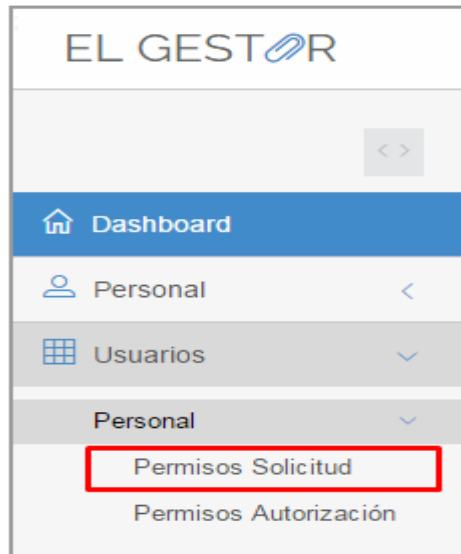 EL GESTOR
< >
Dashboard
Personal
Usuarios
Personal
Permisos Solicitud
Permisos Autorización